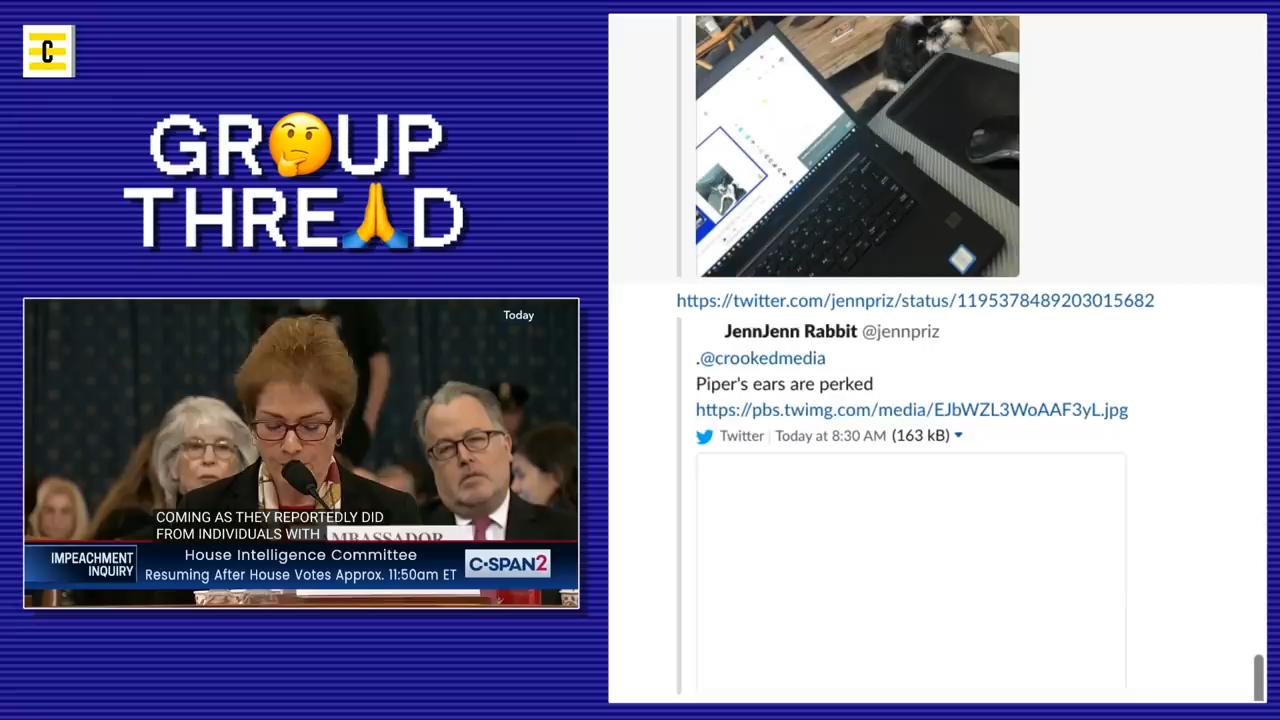 C
GR🤔UP
THRE🙏D
Today
COMING AS THEY REPORTEDLY DID
FROM INDIVIDUALS WITH
AMBASSADOR
IMPEACHMENT
INQUIRY
House Intelligence Committee
Resuming After House Votes Approx. 11:50am ET
C-SPAN2
https://twitter.com/jennpriz/status/1195378489203015682
JennJenn Rabbit @jennpriz
.@crookedmedia
Piper's ears are perked
https://pbs.twimg.com/media/EJbWZL3WoAAF3yL.jpg
Twitter | Today at 8:30 AM (163 kB)